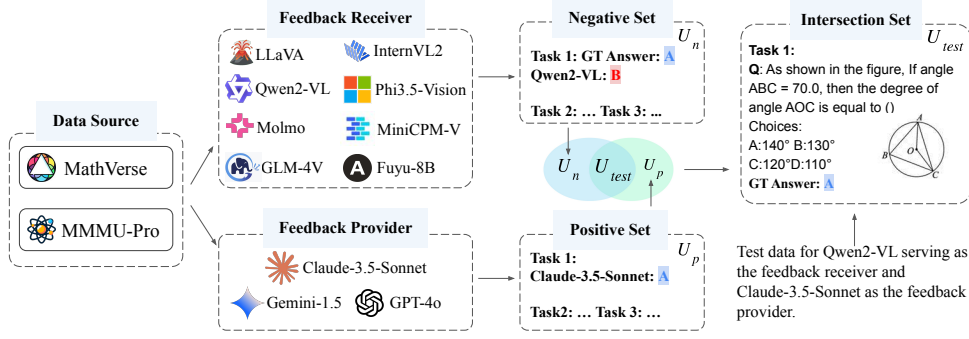 Data Source
MathVerse
MMMU-Pro
Feedback Receiver
LLaVA
InternVL2
Qwen2-VL
Phi3.5-Vision
Molmo
MiniCPM-V
GLM-4V
Fuyu-8B
Feedback Provider
Claude-3.5-Sonnet
Gemini-1.5
GPT-4o
Negative Set
U_n
Task 1: GT Answer: A
Qwen2-VL: B
Task 2: … Task 3: ...
U_n
U_test
U_p
Positive Set
U_p
Task 1:
Claude-3.5-Sonnet: A
Task2: … Task 3: …
Intersection Set
U_test
Task 1:
Q: As shown in the figure, If angle
ABC = 70.0, then the degree of
angle AOC is equal to ()
Choices:
A:140° B:130°
C:120°D:110°
GT Answer: A
A
O
B
C
Test data for Qwen2-VL serving as
the feedback receiver and
Claude-3.5-Sonnet as the feedback
provider.